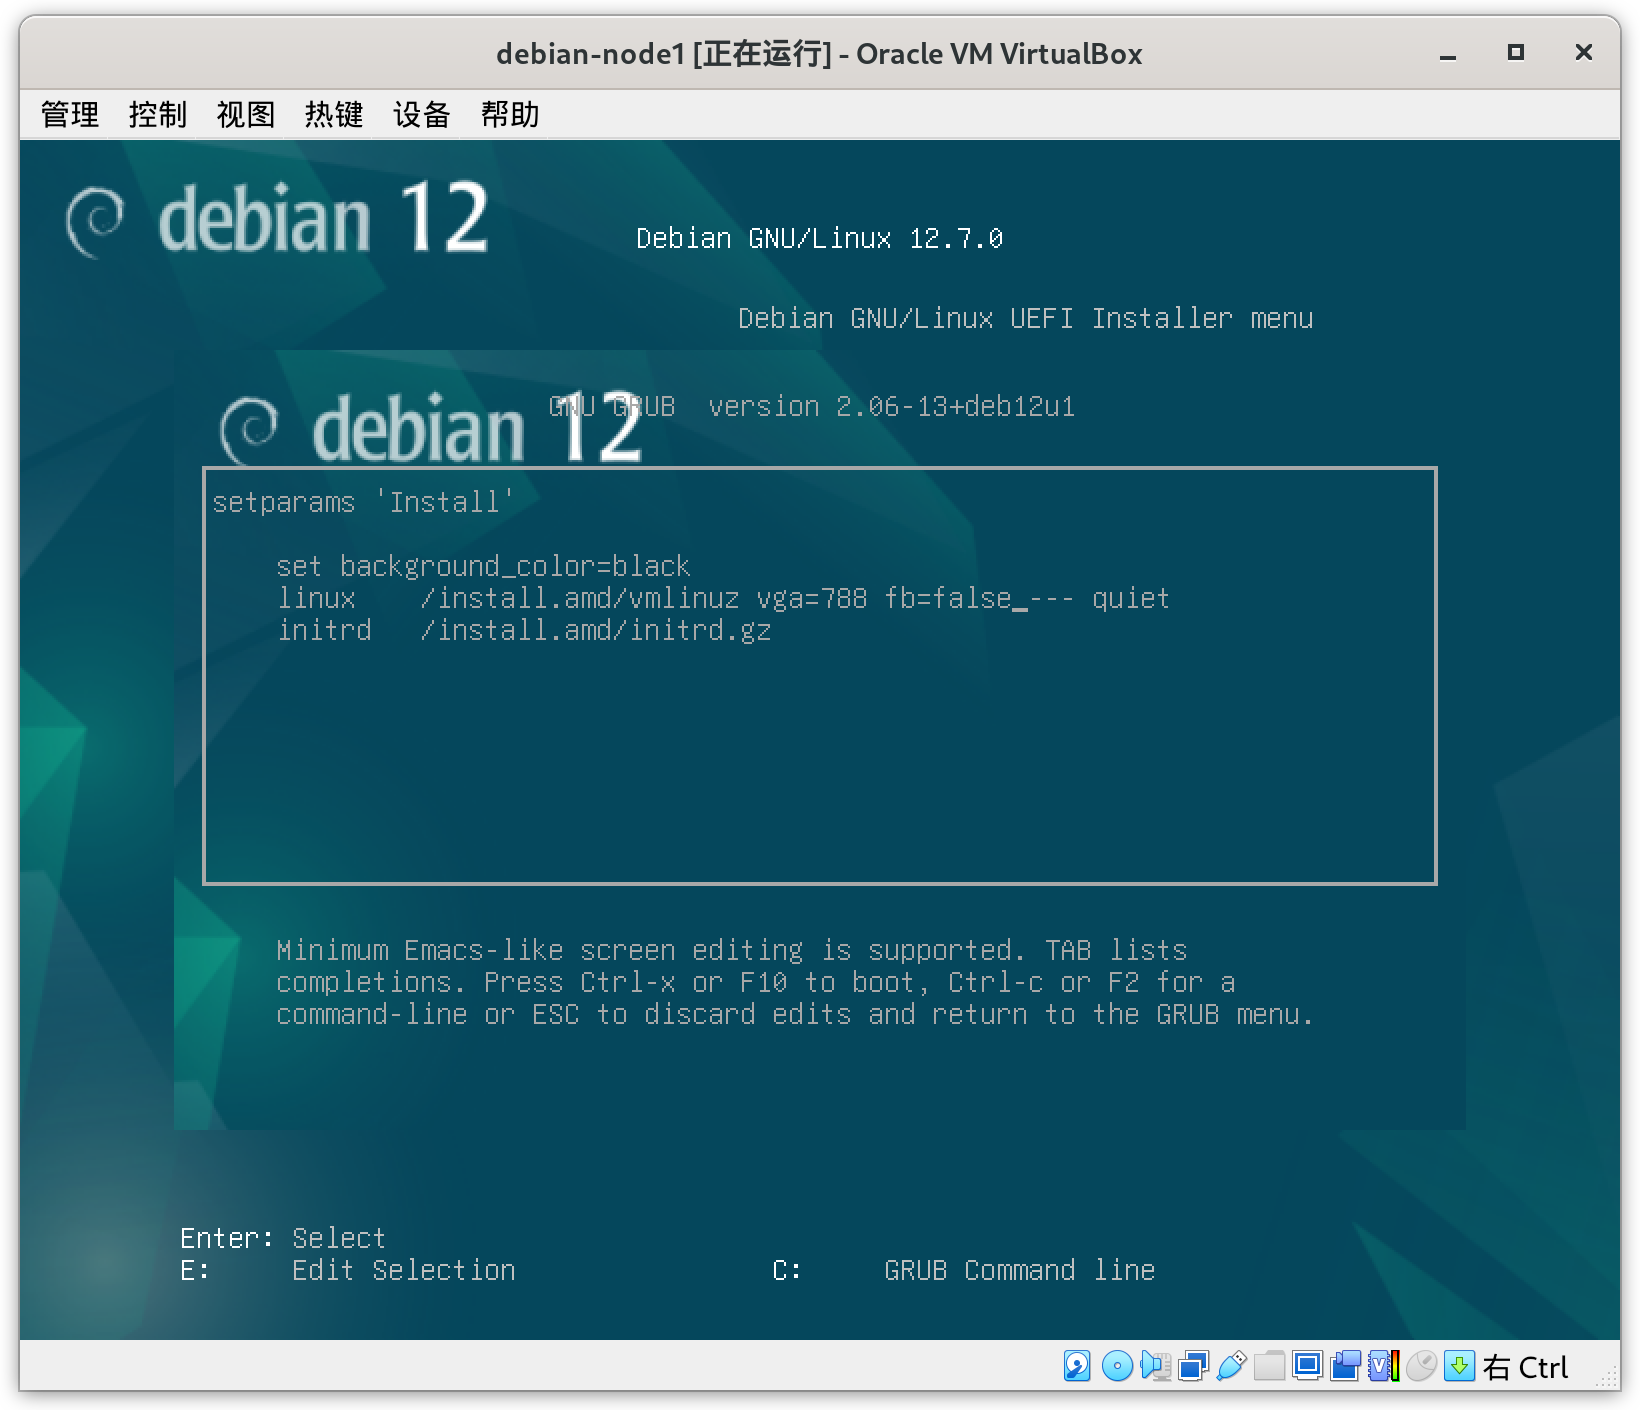 debian-node1 [正在运行] - Oracle VM VirtualBox
管理 控制 视图 热键 设备 帮助
debian 12
Debian GNU/Linux 12.7.0
Debian GNU/Linux UEFI Installer menu
debian 12
GNU GRUB  version 2.06-13+deb12u1
setparams 'Install'
set background_color=black
linux    /install.amd/vmlinuz vga=788 fb=false_--- quiet
initrd   /install.amd/initrd.gz
Minimum Emacs-like screen editing is supported. TAB lists
completions. Press Ctrl-x or F10 to boot, Ctrl-c or F2 for a
command-line or ESC to discard edits and return to the GRUB menu.
Enter: Select
E:     Edit Selection                C:     GRUB Command line
右 Ctrl